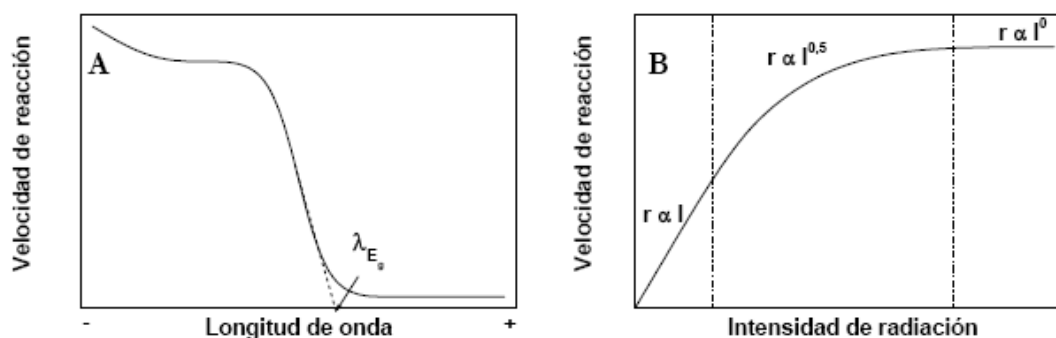 Velocidad de reacción
A
λEg
-
Longitud de onda
+
Velocidad de reacción
B
r α I
r α I0,5
r α I0
Intensidad de radiación